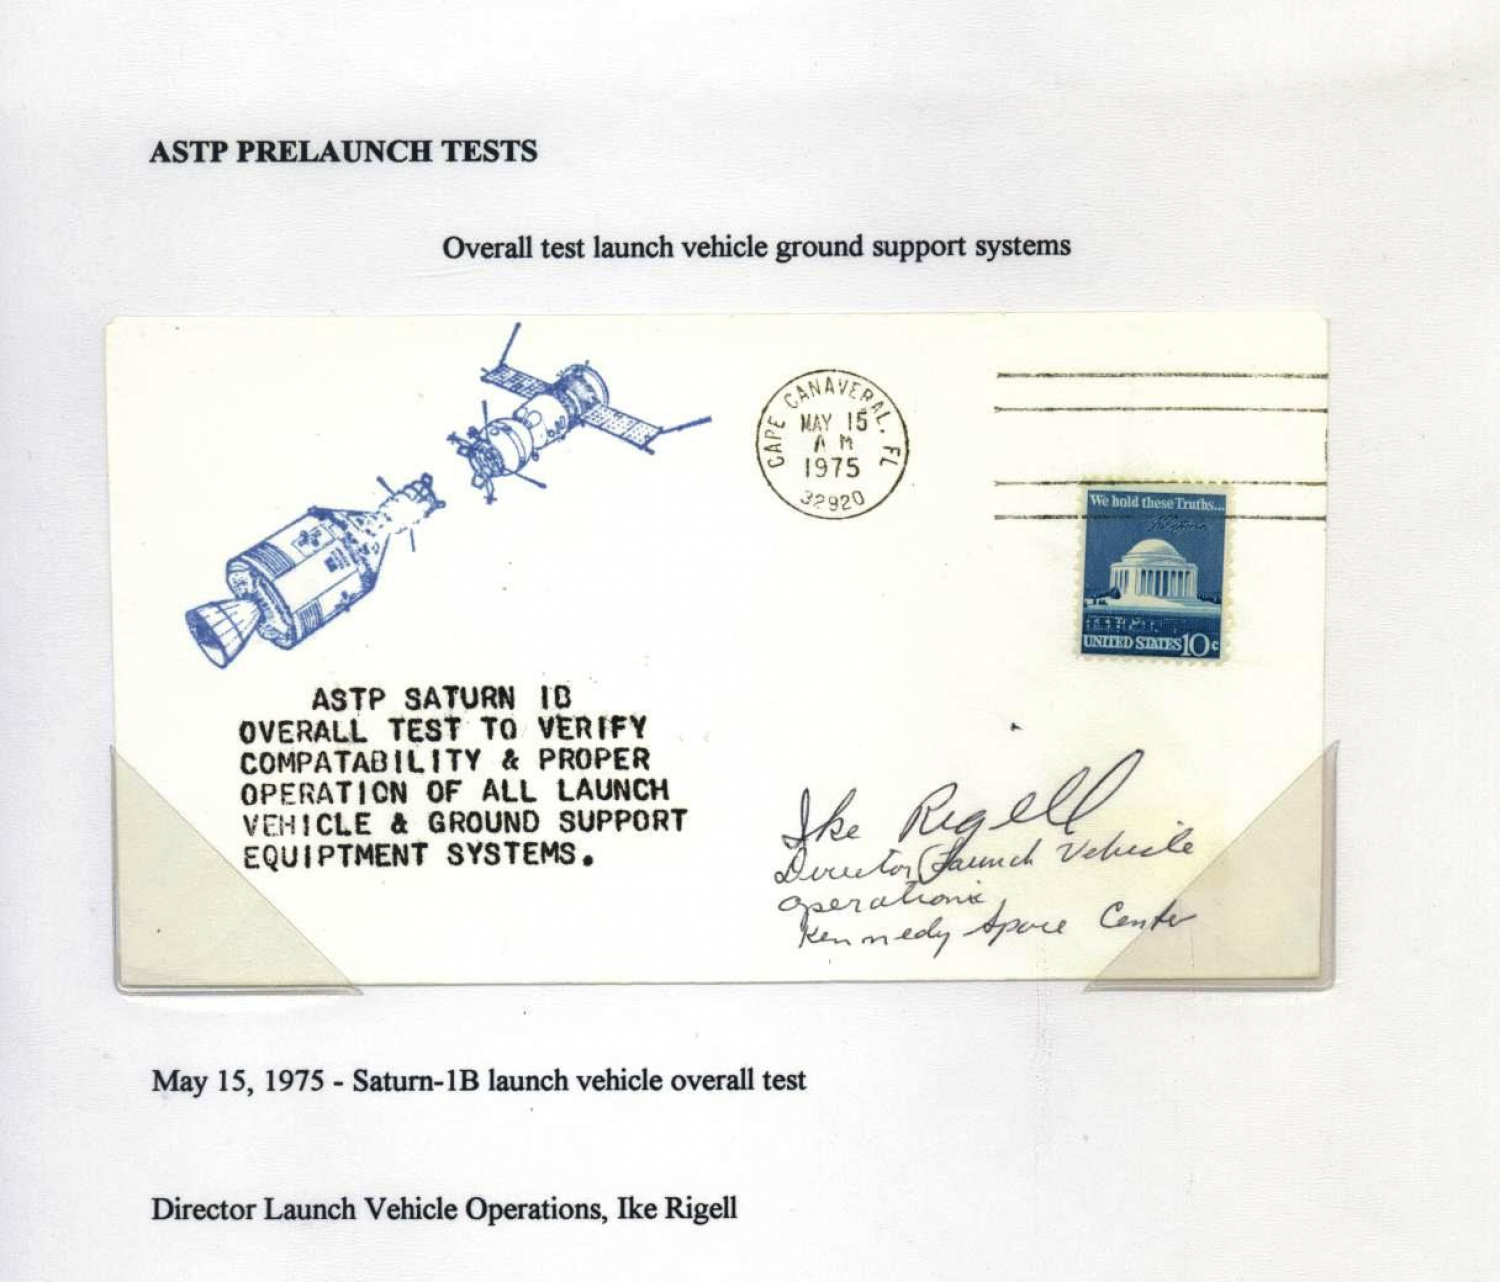 ASTP PRELAUNCH TESTS
Overall test launch vehicle ground support systems
CAPE CANAVERAL, FL
MAY 15
AM
1975
32920
We hold these Truths...
UNITED STATES 10c
ASTP SATURN IB
OVERALL TEST TO VERIFY
COMPATABILITY & PROPER
OPERATION OF ALL LAUNCH
VEHICLE & GROUND SUPPORT
EQUIPTMENT SYSTEMS.
Ike Rigell
Director Launch Vehicle
Operations
Kennedy Space Center
May 15, 1975 - Saturn-1B launch vehicle overall test
Director Launch Vehicle Operations, Ike Rigell